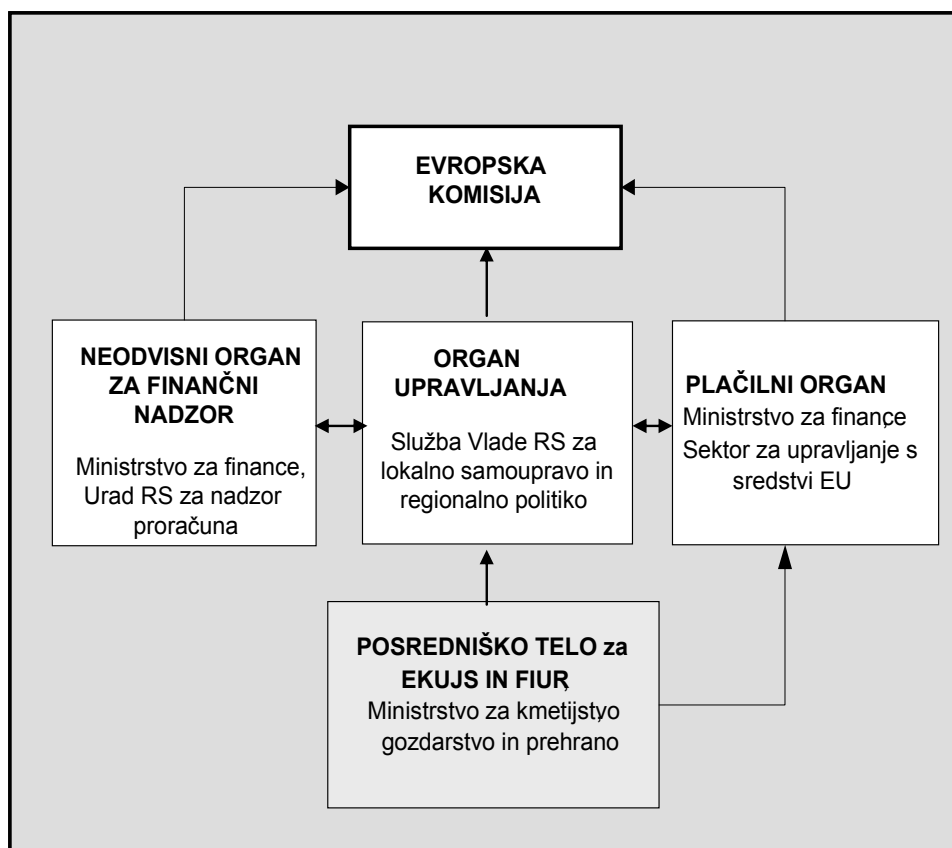 EVROPSKA
KOMISIJA
NEODVISNI ORGAN
ZA FINANČNI
NADZOR
Ministrstvo za finance,
Urad RS za nadzor
proračuna
ORGAN
UPRAVLJANJA
Služba Vlade RS za
lokalno samoupravo in
regionalno politiko
PLAČILNI ORGAN
Ministrstvo za finance,
Sektor za upravljanje s
sredstvi EU
POSREDNIŠKO TELO za
EKUJS IN FIUR,
Ministrstvo za kmetijstvo,
gozdarstvo in prehrano